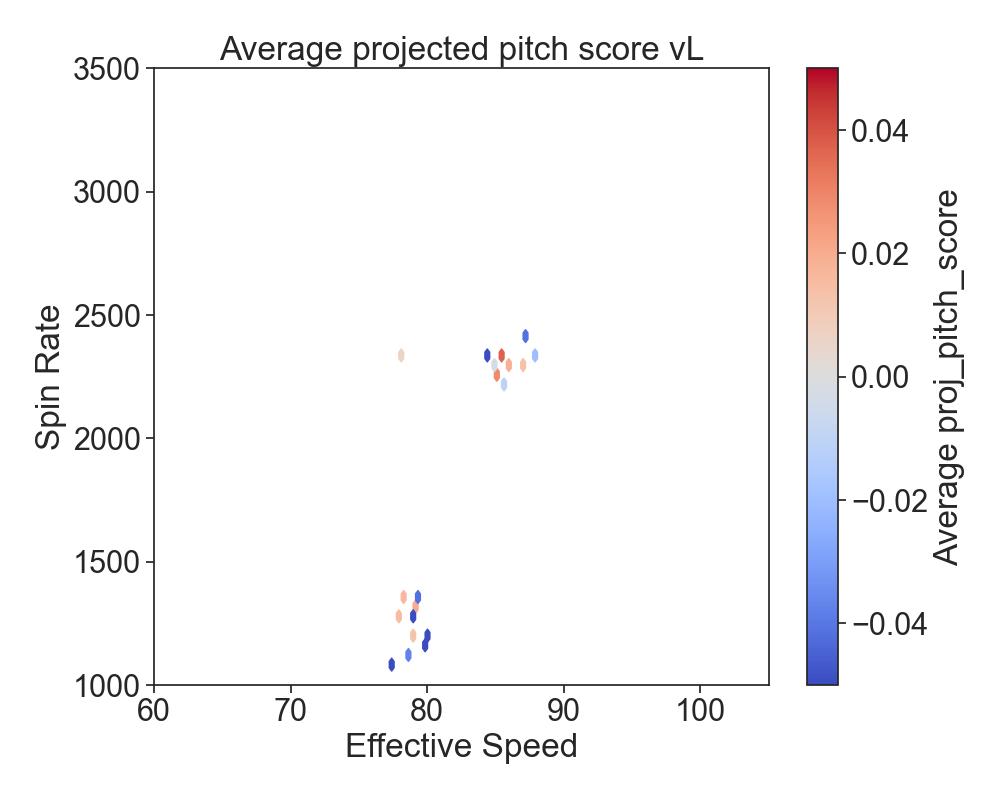 Average projected pitch score vL
3500
3000
2500
2000
1500
1000
Spin Rate
60 70 80 90 100
Effective Speed
0.04
0.02
0.00
−0.02
−0.04
Average proj_pitch_score